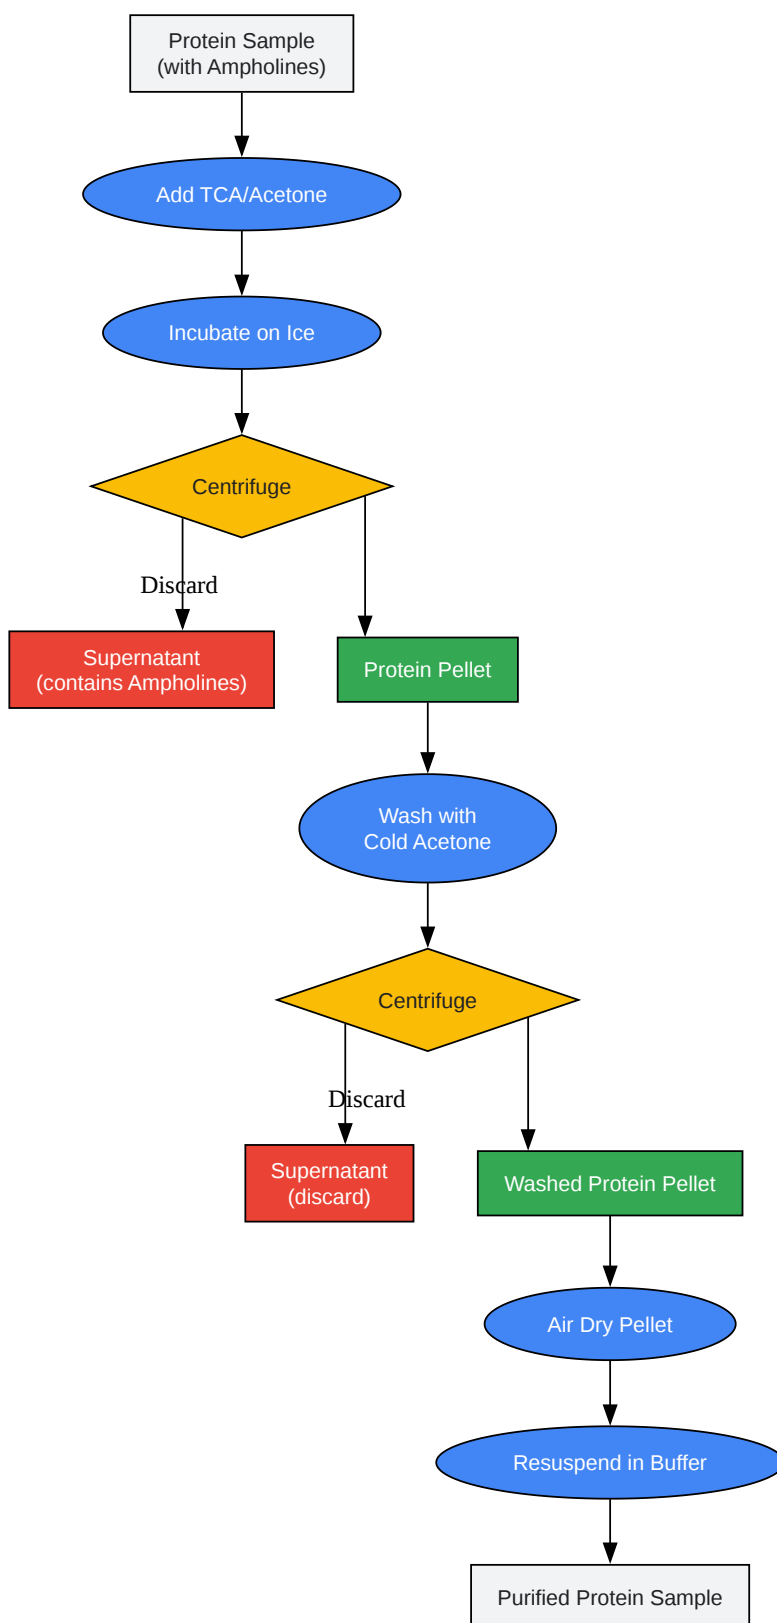 Protein Sample
(with Ampholines)
Add TCA/Acetone
Incubate on Ice
Centrifuge
Discard
Supernatant
(contains Ampholines)
Protein Pellet
Wash with
Cold Acetone
Centrifuge
Discard
Supernatant
(discard)
Washed Protein Pellet
Air Dry Pellet
Resuspend in Buffer
Purified Protein Sample